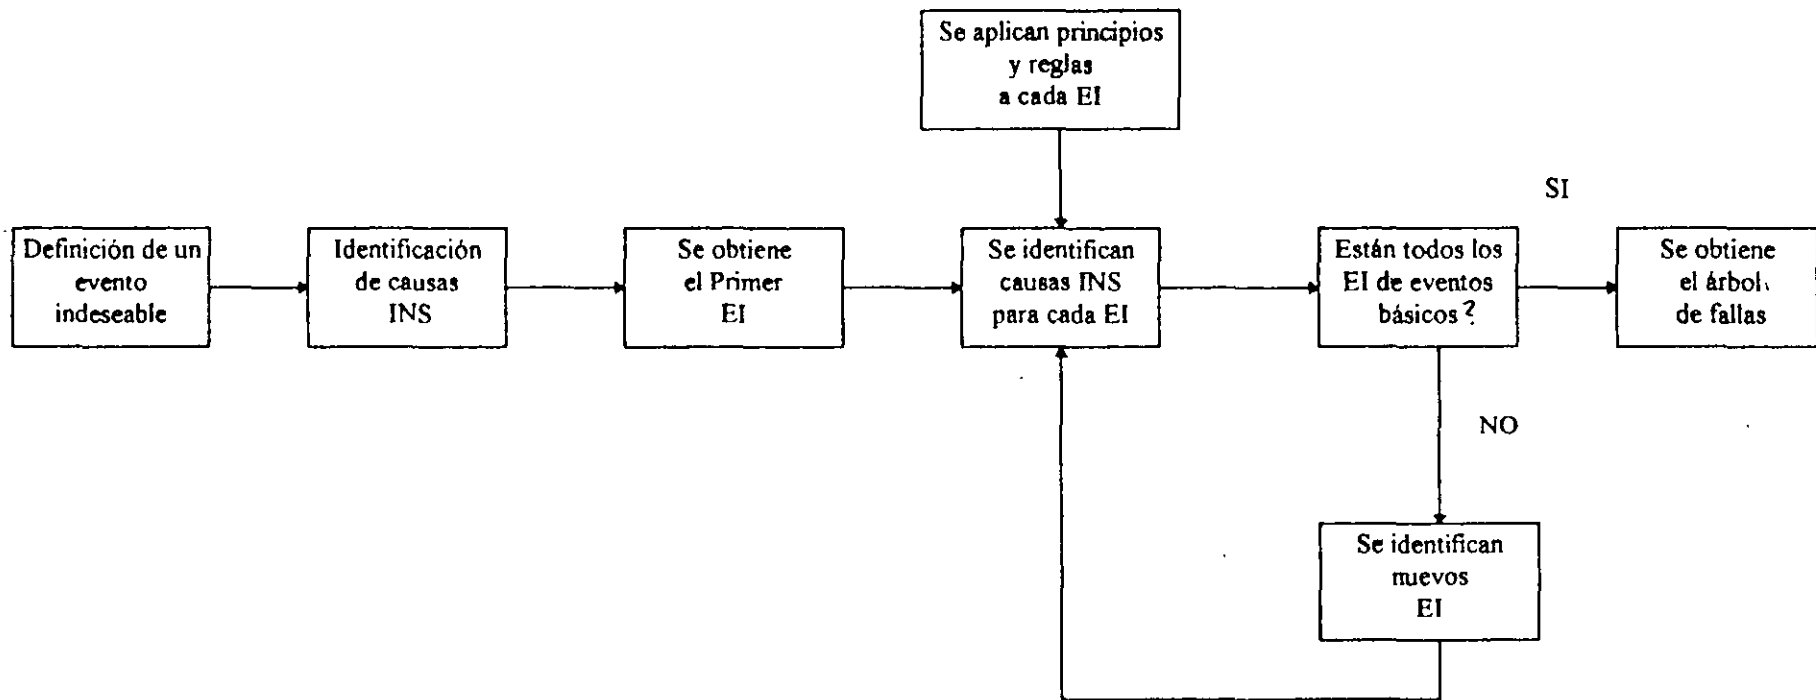 Se aplican principios
y reglas
a cada EI
SI
Definición de un
evento
indeseable
Identificación
de causas
INS
Se obtiene
el Primer
EI
Se identifican
causas INS
para cada EI
Están todos los
EI de eventos
básicos?
Se obtiene
el árbol
de fallas
NO
Se identifican
nuevos
EI